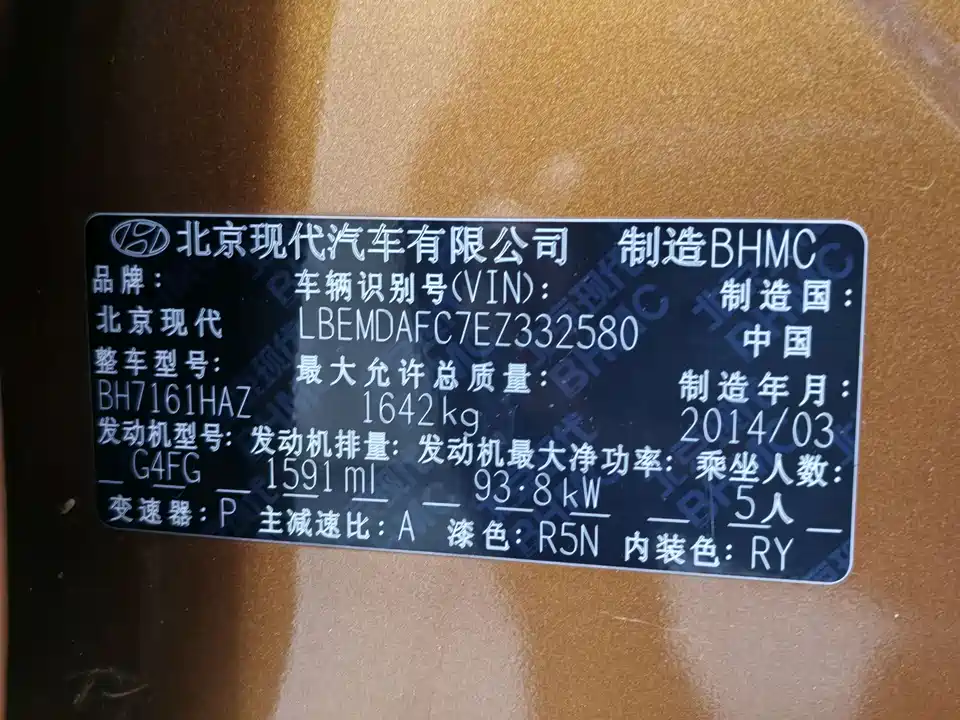 北京现代汽车有限公司 制造BHMC
品牌: 车辆识别号(VIN): 制造国:
北京现代 LBEMDAFC7EZ332580 中国
整车型号: 最大允许总质量: 制造年月:
BH7161HAZ 1642kg 2014/03
发动机型号: 发动机排量: 发动机最大净功率: 乘坐人数:
G4FG 1591ml 93.8kW 5人
变速器: P 主减速比: A 漆色: R5N 内装色: RY